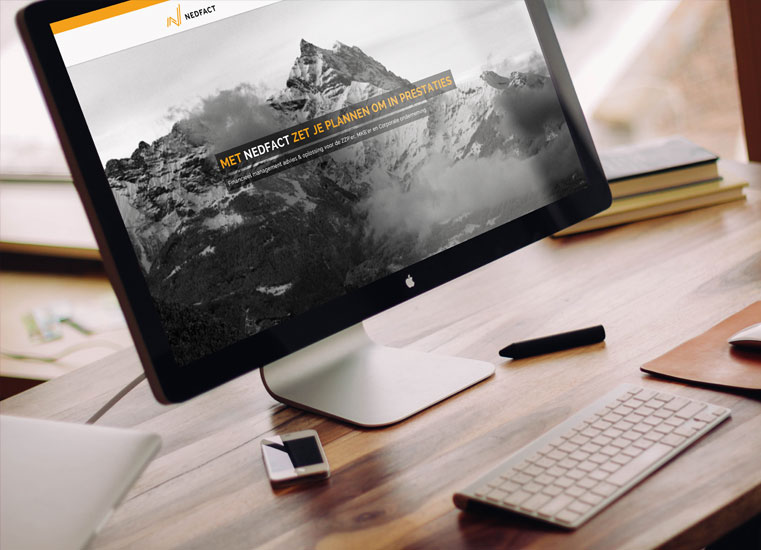 NEDFACT
MET NEDFACT ZET JE PLANNEN OM IN PRESTATIES
Financieel management advies & oplossing voor de ZZP'er, MKB'er en Corporate onderneming